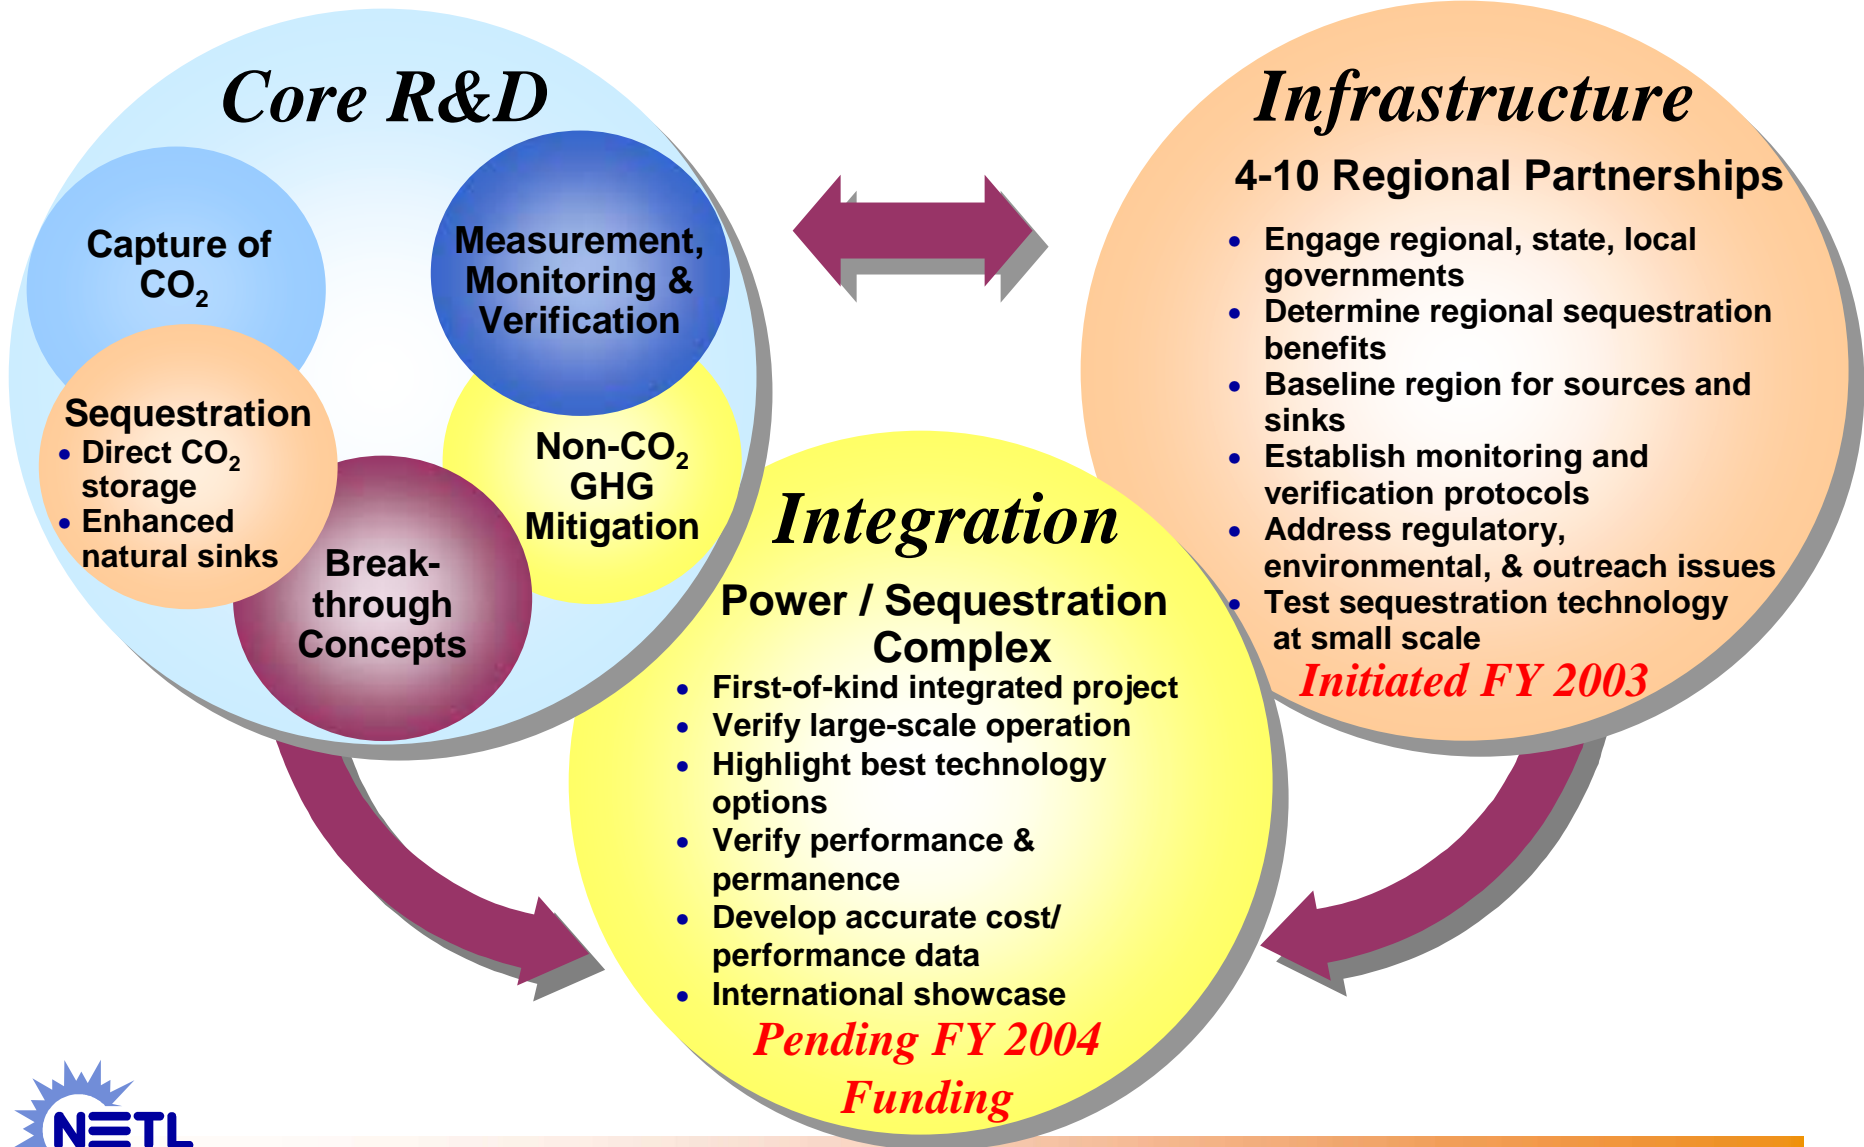 Core R&D
Capture of
CO₂
Measurement,
Monitoring &
Verification
Sequestration
• Direct CO₂
storage
• Enhanced
natural sinks
Break-
through
Concepts
Non-CO₂
GHG
Mitigation
Infrastructure
4-10 Regional Partnerships
• Engage regional, state, local
governments
• Determine regional sequestration
benefits
• Baseline region for sources and
sinks
• Establish monitoring and
verification protocols
• Address regulatory,
environmental, & outreach issues
• Test sequestration technology
at small scale
Initiated FY 2003
Integration
Power / Sequestration
Complex
• First-of-kind integrated project
• Verify large-scale operation
• Highlight best technology
options
• Verify performance &
permanence
• Develop accurate cost/
performance data
• International showcase
Pending FY 2004
Funding
NETL